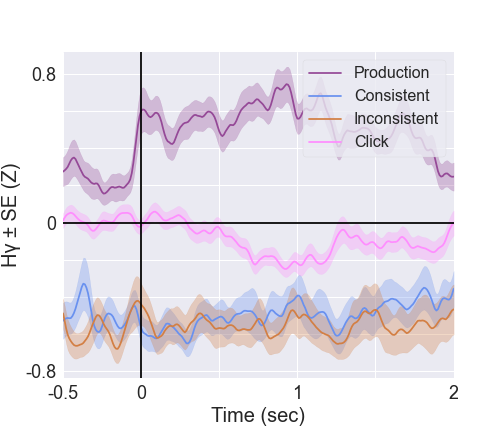 Hγ ± SE (Z)
0.8
0
-0.8
Production
Consistent
Inconsistent
Click
-0.5
0
1
2
Time (sec)